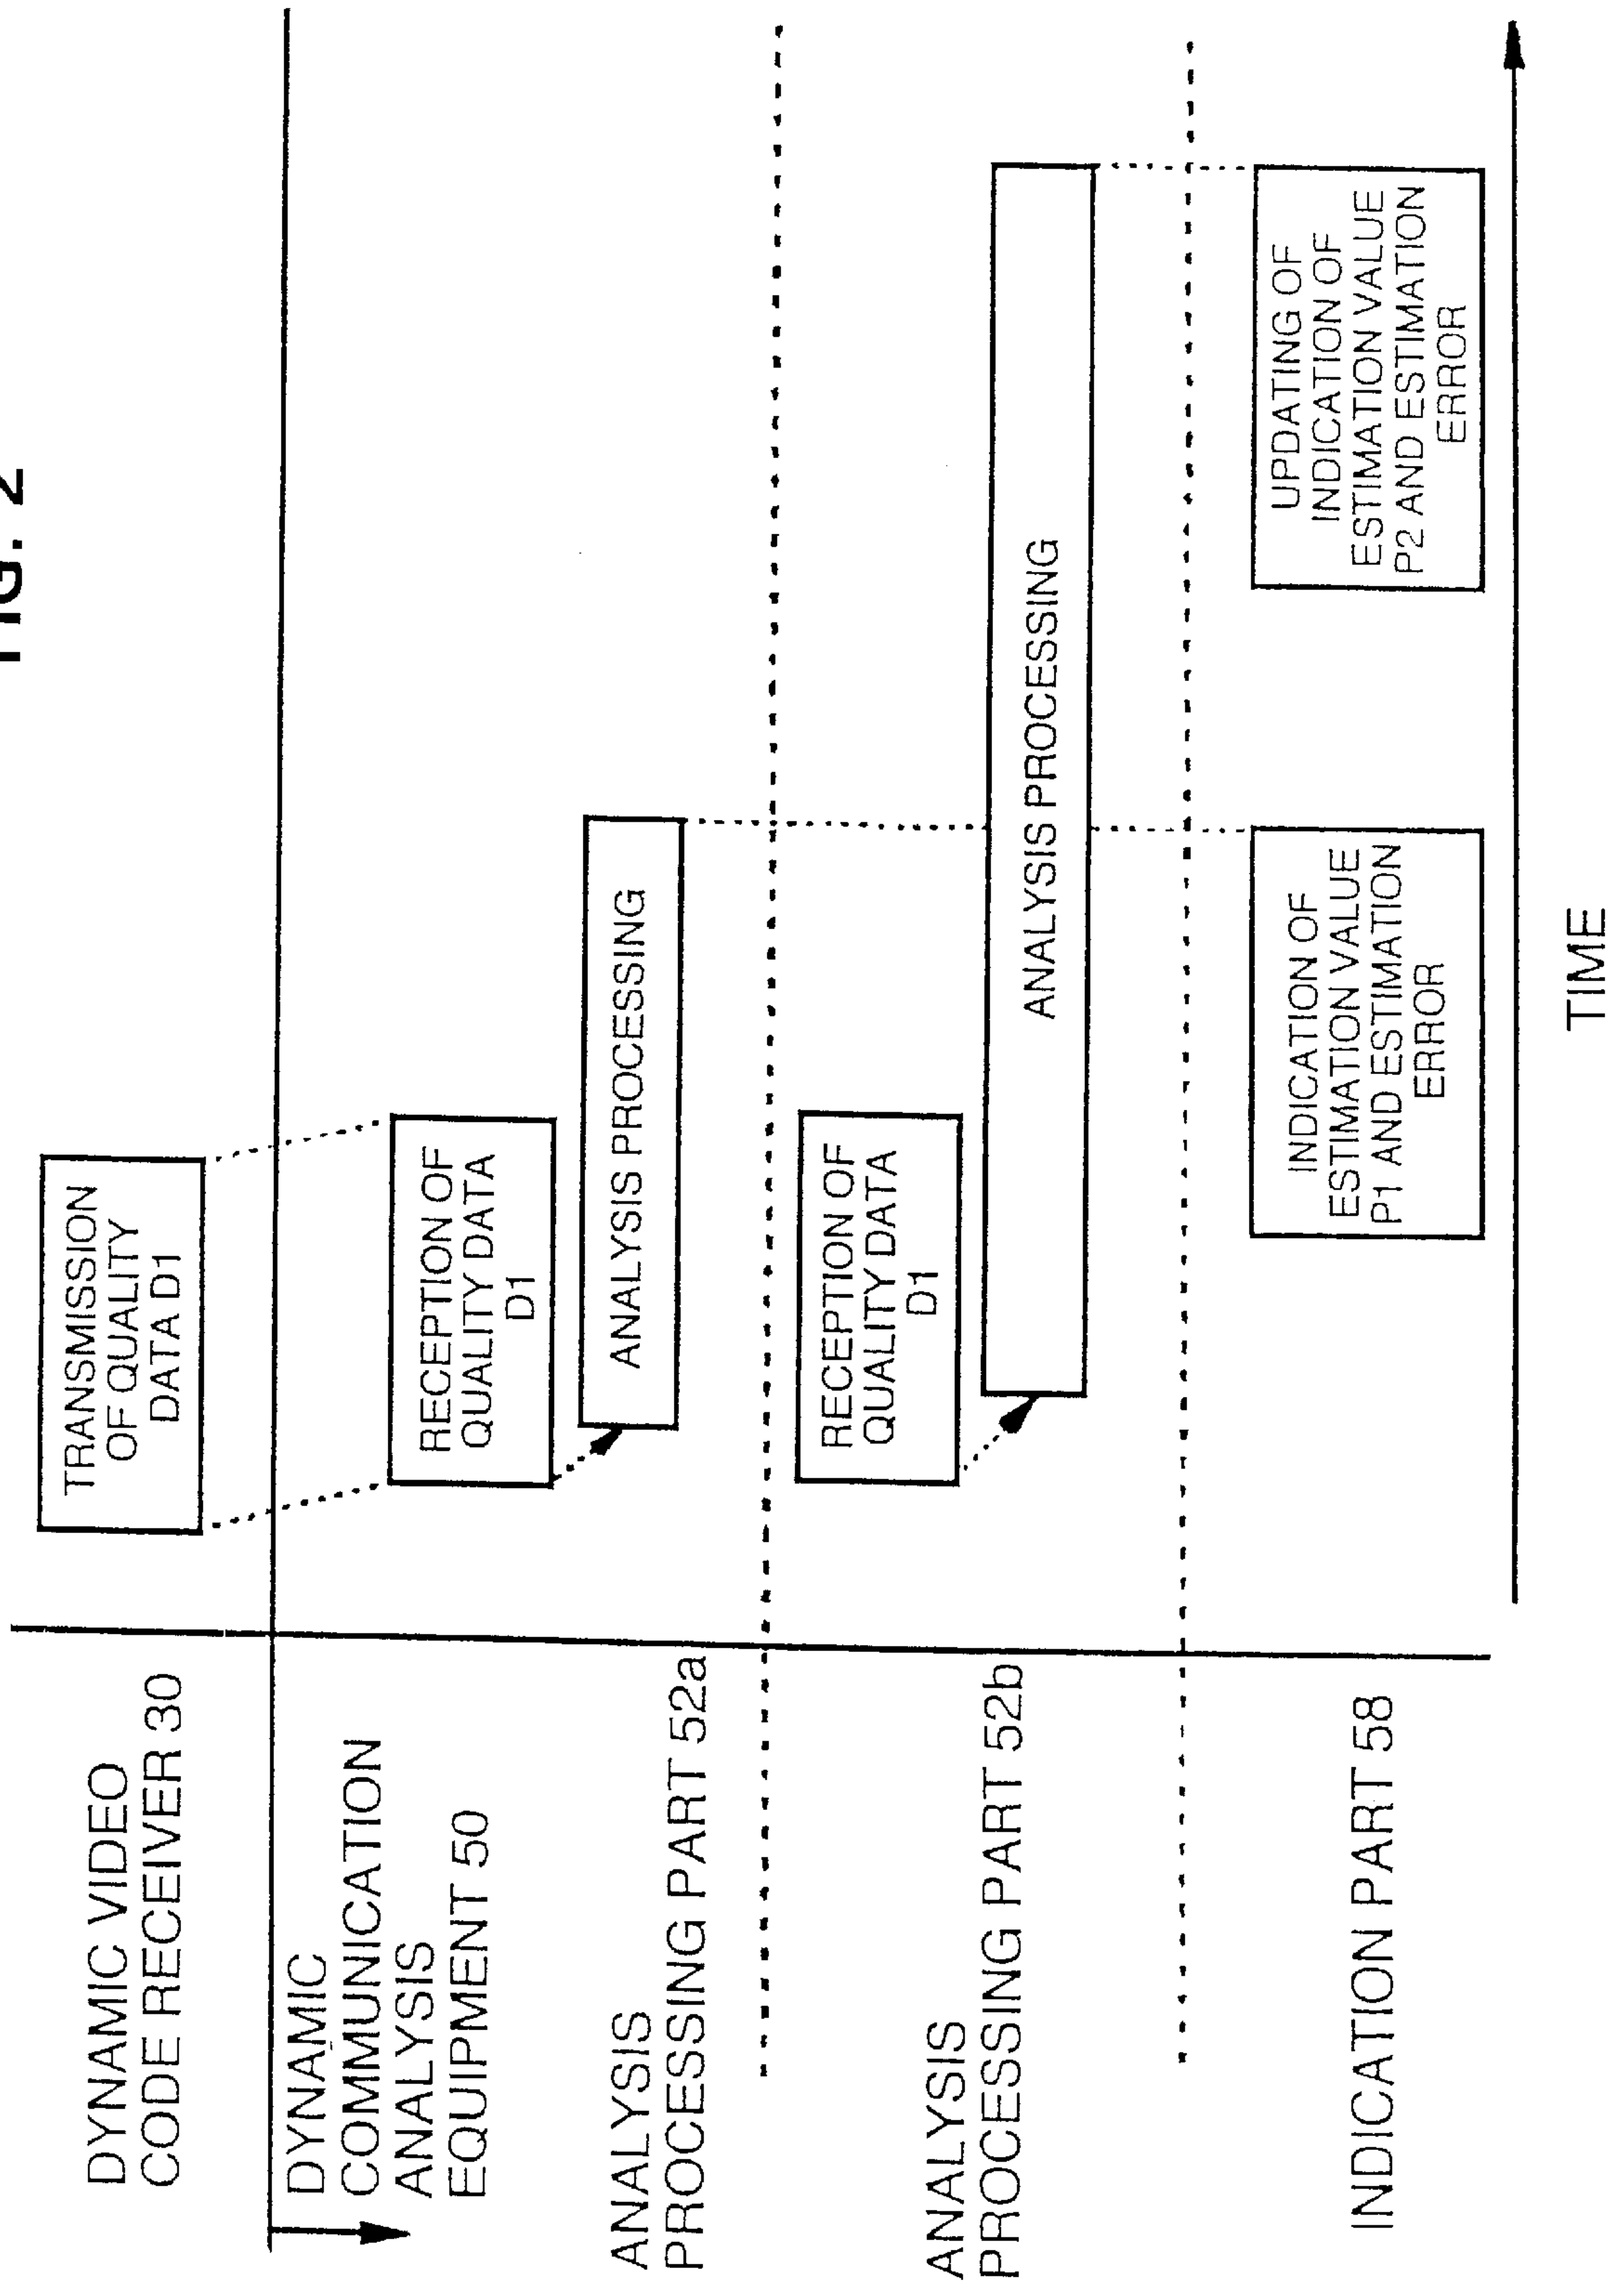 FIG. 2
DYNAMIC VIDEO
CODE RECEIVER 30
TRANSMISSION
OF QUALITY
DATA D1
DYNAMIC
COMMUNICATION
ANALYSIS
EQUIPMENT 50
ANALYSIS
PROCESSING PART 52a
RECEPTION OF
QUALITY DATA
D1
ANALYSIS PROCESSING
ANALYSIS
PROCESSING PART 52b
RECEPTION OF
QUALITY DATA
D1
ANALYSIS PROCESSING
INDICATION PART 58
INDICATION OF
ESTIMATION VALUE
P1 AND ESTIMATION
ERROR
UPDATING OF
INDICATION OF
ESTIMATION VALUE
P2 AND ESTIMATION
ERROR
TIME